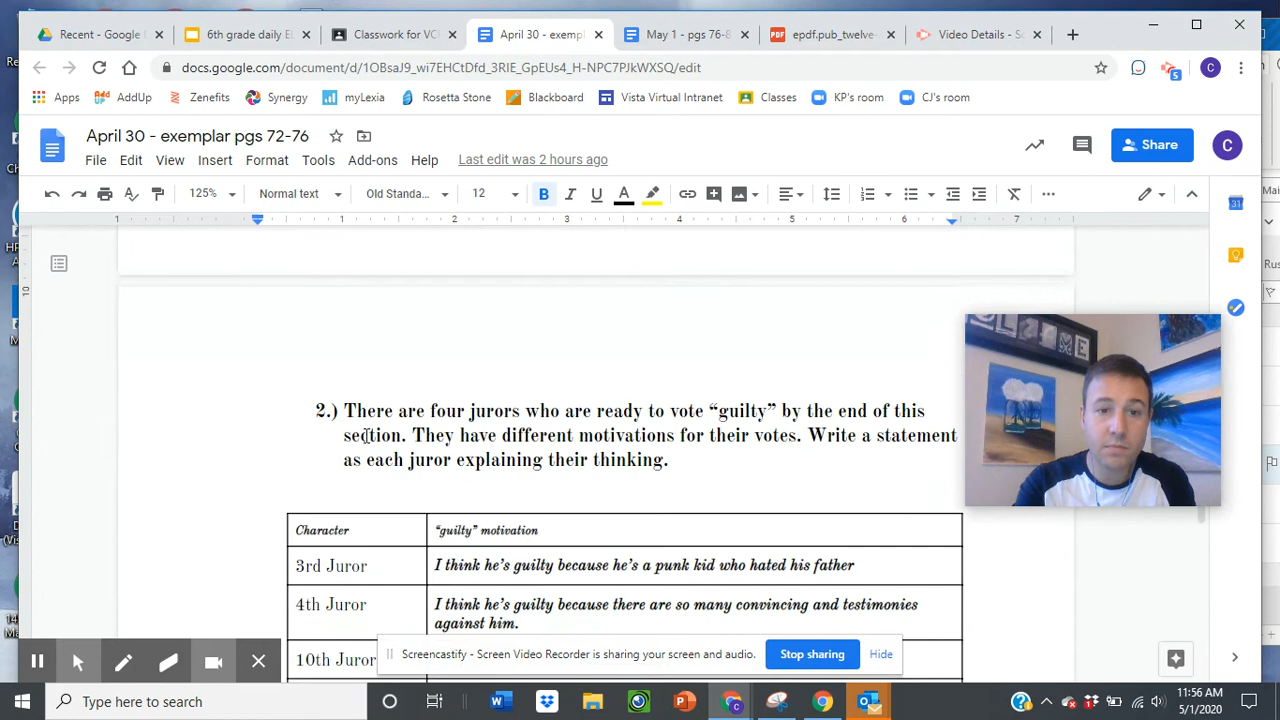 Recent - Google
6th grade daily E
Classwork for VC
April 30 - exemp
May 1 - pgs 76-8
epdf.pub_twelve-
Video Details - Sc
docs.google.com/document/d/1OBsaJ9_wi7EHCtDfd_3RIE_GpEUs4_H-NPC7PJkWXSQ/edit
Apps AddUp Zenefits Synergy myLexia Rosetta Stone Blackboard Vista Virtual Intranet Classes KP's room CJ's room
April 30 - exemplar pgs 72-76
File Edit View Insert Format Tools Add-ons Help Last edit was 2 hours ago
Share
125% Normal text Old Standa... 12
2.) There are four jurors who are ready to vote “guilty” by the end of this
section. They have different motivations for their votes. Write a statement
as each juror explaining their thinking.
Character “guilty” motivation
3rd Juror I think he's guilty because he's a punk kid who hated his father
4th Juror I think he's guilty because there are so many convincing and testimonies
against him.
10th Juror
Screencastify - Screen Video Recorder is sharing your screen and audio. Stop sharing Hide
Type here to search
11:56 AM
5/1/2020